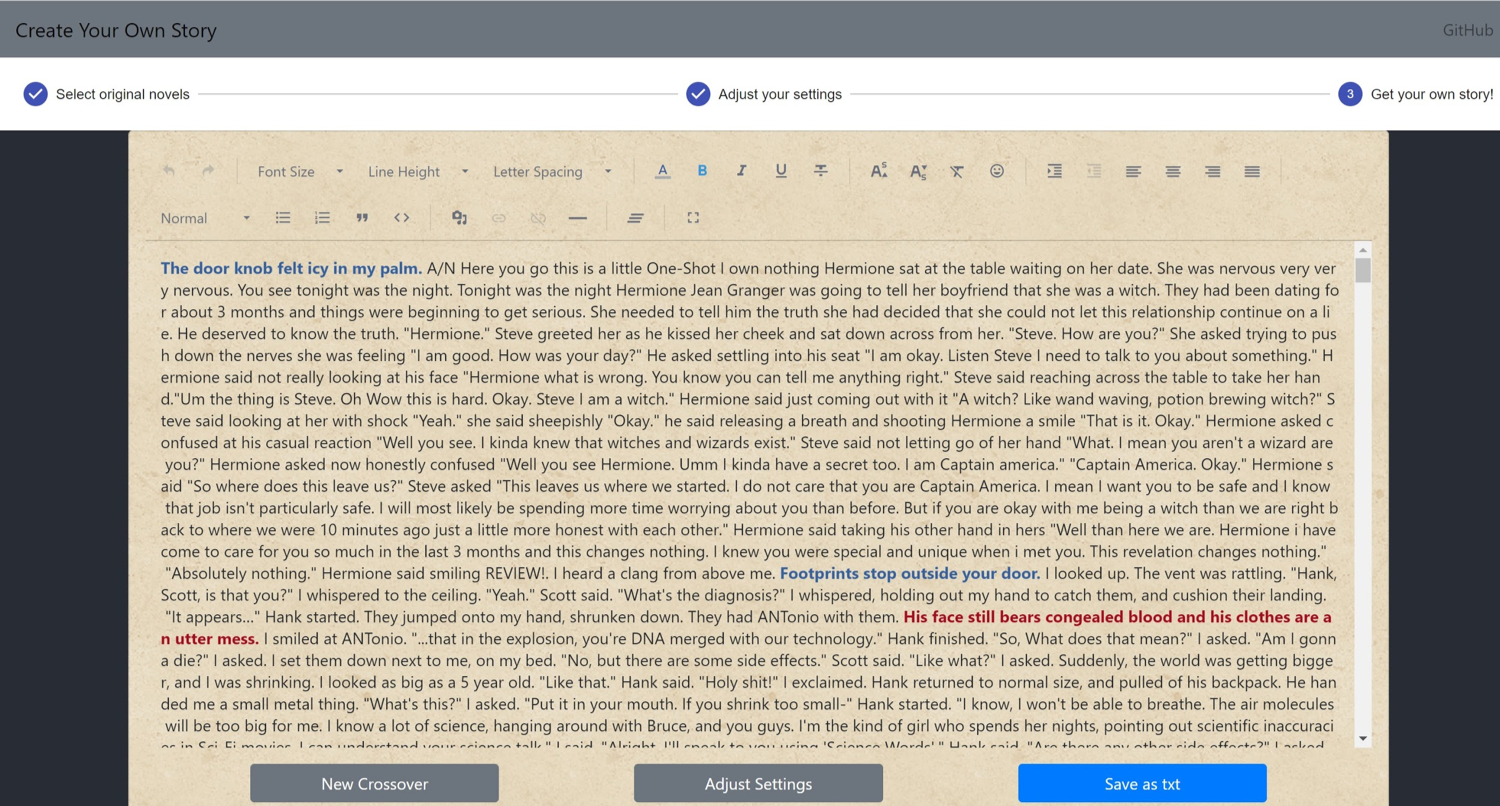 Create Your Own Story
GitHub
Select original novels
Adjust your settings
3 Get your own story!
Font Size Line Height Letter Spacing
Normal
The door knob felt icy in my palm. A/N Here you go this is a little One-Shot I own nothing Hermione sat at the table waiting on her date. She was nervous very ver
y nervous. You see tonight was the night. Tonight was the night Hermione Jean Granger was going to tell her boyfriend that she was a witch. They had been dating fo
r about 3 months and things were beginning to get serious. She needed to tell him the truth she had decided that she could not let this relationship continue on a li
e. He deserved to know the truth. "Hermione." Steve greeted her as he kissed her cheek and sat down across from her. "Steve. How are you?" She asked trying to pus
h down the nerves she was feeling "I am good. How was your day?" He asked settling into his seat "I am okay. Listen Steve I need to talk to you about something." H
ermione said not really looking at his face "Hermione what is wrong. You know you can tell me anything right." Steve said reaching across the table to take her han
d."Um the thing is Steve. Oh Wow this is hard. Okay. Steve I am a witch." Hermione said just coming out with it "A witch? Like wand waving, potion brewing witch?" S
teve said looking at her with shock "Yeah." she said sheepishly "Okay." he said releasing a breath and shooting Hermione a smile "That is it. Okay." Hermione asked c
onfused at his casual reaction "Well you see. I kinda knew that witches and wizards exist." Steve said not letting go of her hand "What. I mean you aren't a wizard are
you?" Hermione asked now honestly confused "Well you see Hermione. Umm I kinda have a secret too. I am Captain america." "Captain America. Okay." Hermione s
aid "So where does this leave us?" Steve asked "This leaves us where we started. I do not care that you are Captain America. I mean I want you to be safe and I know
that job isn't particularly safe. I will most likely be spending more time worrying about you than before. But if you are okay with me being a witch than we are right b
ack to where we were 10 minutes ago just a little more honest with each other." Hermione said taking his other hand in hers "Well than here we are. Hermione i have
come to care for you so much in the last 3 months and this changes nothing. I knew you were special and unique when i met you. This revelation changes nothing."
"Absolutely nothing." Hermione said smiling REVIEW!. I heard a clang from above me. Footprints stop outside your door. I looked up. The vent was rattling. "Hank,
Scott, is that you?" I whispered to the ceiling. "Yeah." Scott said. "What's the diagnosis?" I whispered, holding out my hand to catch them, and cushion their landing.
"It appears..." Hank started. They jumped onto my hand, shrunken down. They had ANTonio with them. His face still bears congealed blood and his clothes are a
n utter mess. I smiled at ANTonio. "...that in the explosion, you're DNA merged with our technology." Hank finished. "So, What does that mean?" I asked. "Am I gonn
a die?" I asked. I set them down next to me, on my bed. "No, but there are some side effects." Scott said. "Like what?" I asked. Suddenly, the world was getting bigge
r, and I was shrinking. I looked as big as a 5 year old. "Like that." Hank said. "Holy shit!" I exclaimed. Hank returned to normal size, and pulled of his backpack. He han
ded me a small metal thing. "What's this?" I asked. "Put it in your mouth. If you shrink too small-" Hank started. "I know, I won't be able to breathe. The air molecules
will be too big for me. I know a lot of science, hanging around with Bruce, and you guys. I'm the kind of girl who spends her nights, pointing out scientific inaccuraci
es in Sci-Fi movies. I can understand your science talk." I said. "Alright, I'll speak to you using 'Science Words'." Hank said. "Are there any other side effects?" I asked.
New Crossover
Adjust Settings
Save as txt